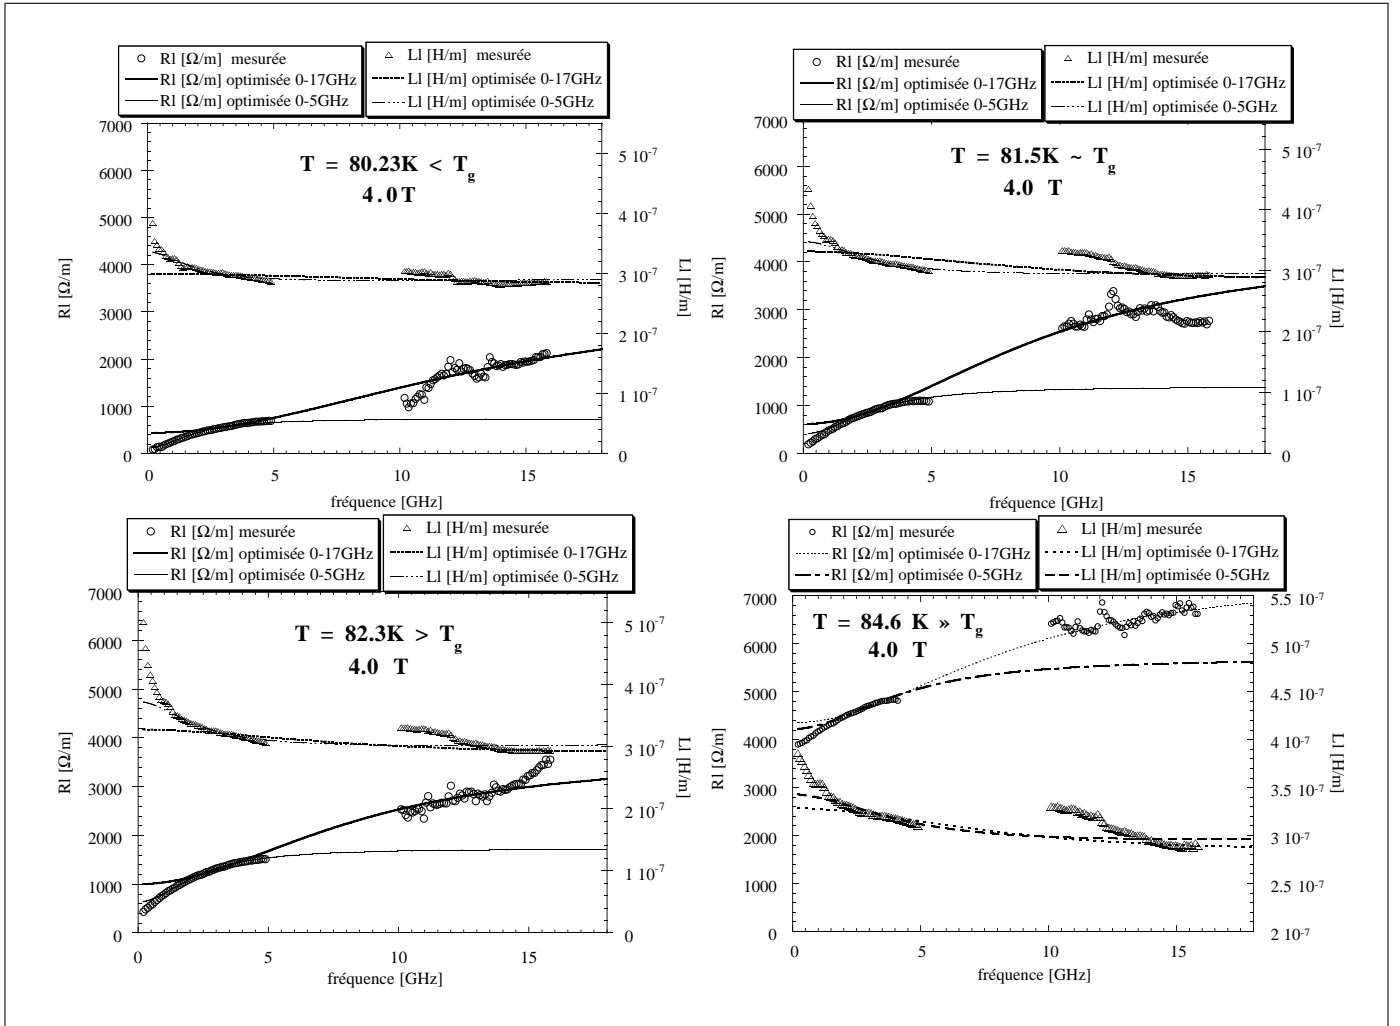 Rl [Ω/m] mesurée
Rl [Ω/m] optimisée 0-17GHz
Rl [Ω/m] optimisée 0-5GHz
Ll [H/m] mesurée
Ll [H/m] optimisée 0-17GHz
Ll [H/m] optimisée 0-5GHz
T = 80.23K < Tg
4.0T
7000
6000
5000
4000
3000
2000
1000
0
Rl [Ω/m]
5 10-7
4 10-7
3 10-7
2 10-7
1 10-7
0
Ll [H/m]
0 5 10 15
fréquence [GHz]
Rl [Ω/m] mesurée
Rl [Ω/m] optimisée 0-17GHz
Rl [Ω/m] optimisée 0-5GHz
Ll [H/m] mesurée
Ll [H/m] optimisée 0-17GHz
Ll [H/m] optimisée 0-5GHz
T = 81.5K ~ Tg
4.0 T
7000
6000
5000
4000
3000
2000
1000
0
Rl [Ω/m]
5 10-7
4 10-7
3 10-7
2 10-7
1 10-7
0
Ll [H/m]
0 5 10 15
fréquence [GHz]
Rl [Ω/m] mesurée
Rl [Ω/m] optimisée 0-17GHz
Rl [Ω/m] optimisée 0-5GHz
Ll [H/m] mesurée
Ll [H/m] optimisée 0-17GHz
Ll [H/m] optimisée 0-5GHz
T = 82.3K > Tg
4.0 T
7000
6000
5000
4000
3000
2000
1000
0
Rl [Ω/m]
5 10-7
4 10-7
3 10-7
2 10-7
1 10-7
0
Ll [H/m]
0 5 10 15
fréquence [GHz]
Rl [Ω/m] mesurée
Rl [Ω/m] optimisée 0-17GHz
Rl [Ω/m] optimisée 0-5GHz
Ll [H/m] mesurée
Ll [H/m] optimisée 0-17GHz
Ll [H/m] optimisée 0-5GHz
T = 84.6 K » Tg
4.0 T
7000
6000
5000
4000
3000
2000
1000
0
Rl [Ω/m]
5.5 10-7
5 10-7
4.5 10-7
4 10-7
3.5 10-7
3 10-7
2.5 10-7
2 10-7
Ll [H/m]
0 5 10 15
fréquence [GHz]